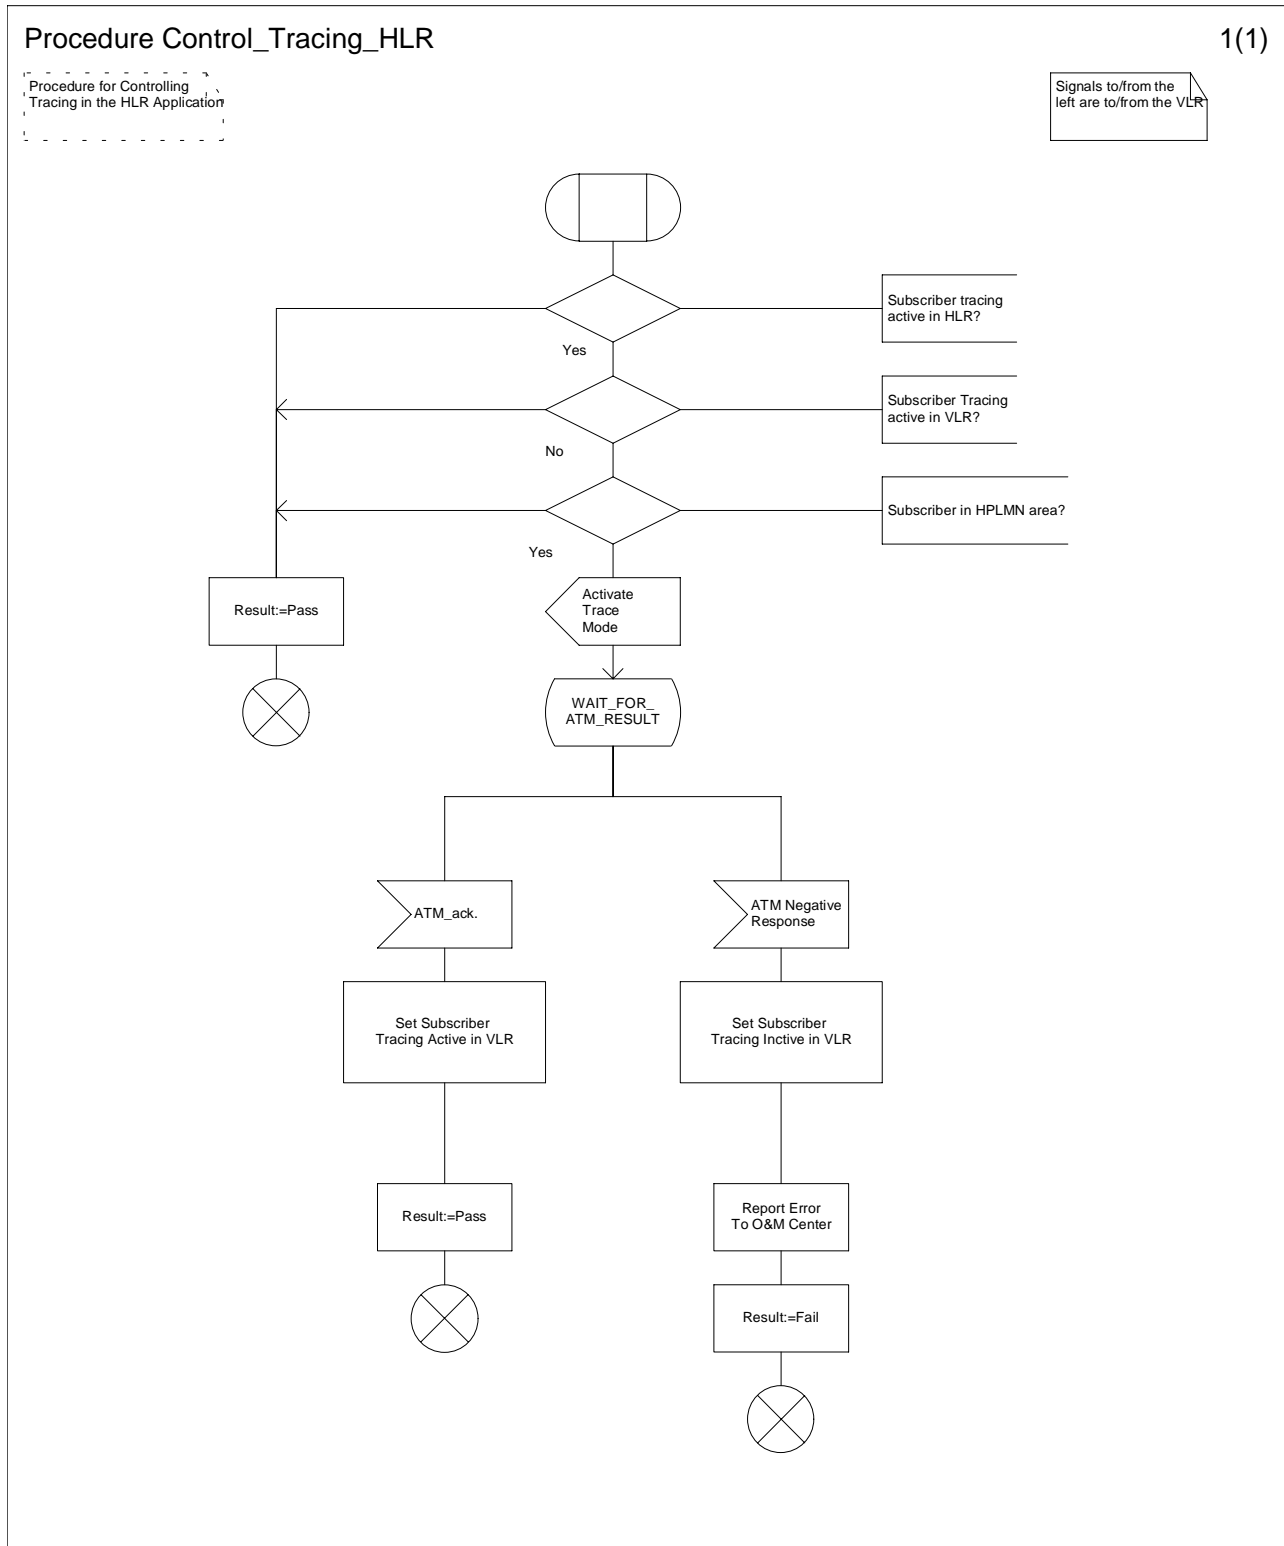 Procedure Control_Tracing_HLR
1(1)
Procedure for Controlling
Tracing in the HLR Application
Signals to/from the
left are to/from the VLR
Subscriber tracing
active in HLR?
Yes
Subscriber Tracing
active in VLR?
No
Subscriber in HPLMN area?
Yes
Result:=Pass
Activate
Trace
Mode
WAIT_FOR_
ATM_RESULT
ATM_ack.
ATM Negative
Response
Set Subscriber
Tracing Active in VLR
Set Subscriber
Tracing Inctive in VLR
Result:=Pass
Report Error
To O&M Center
Result:=Fail